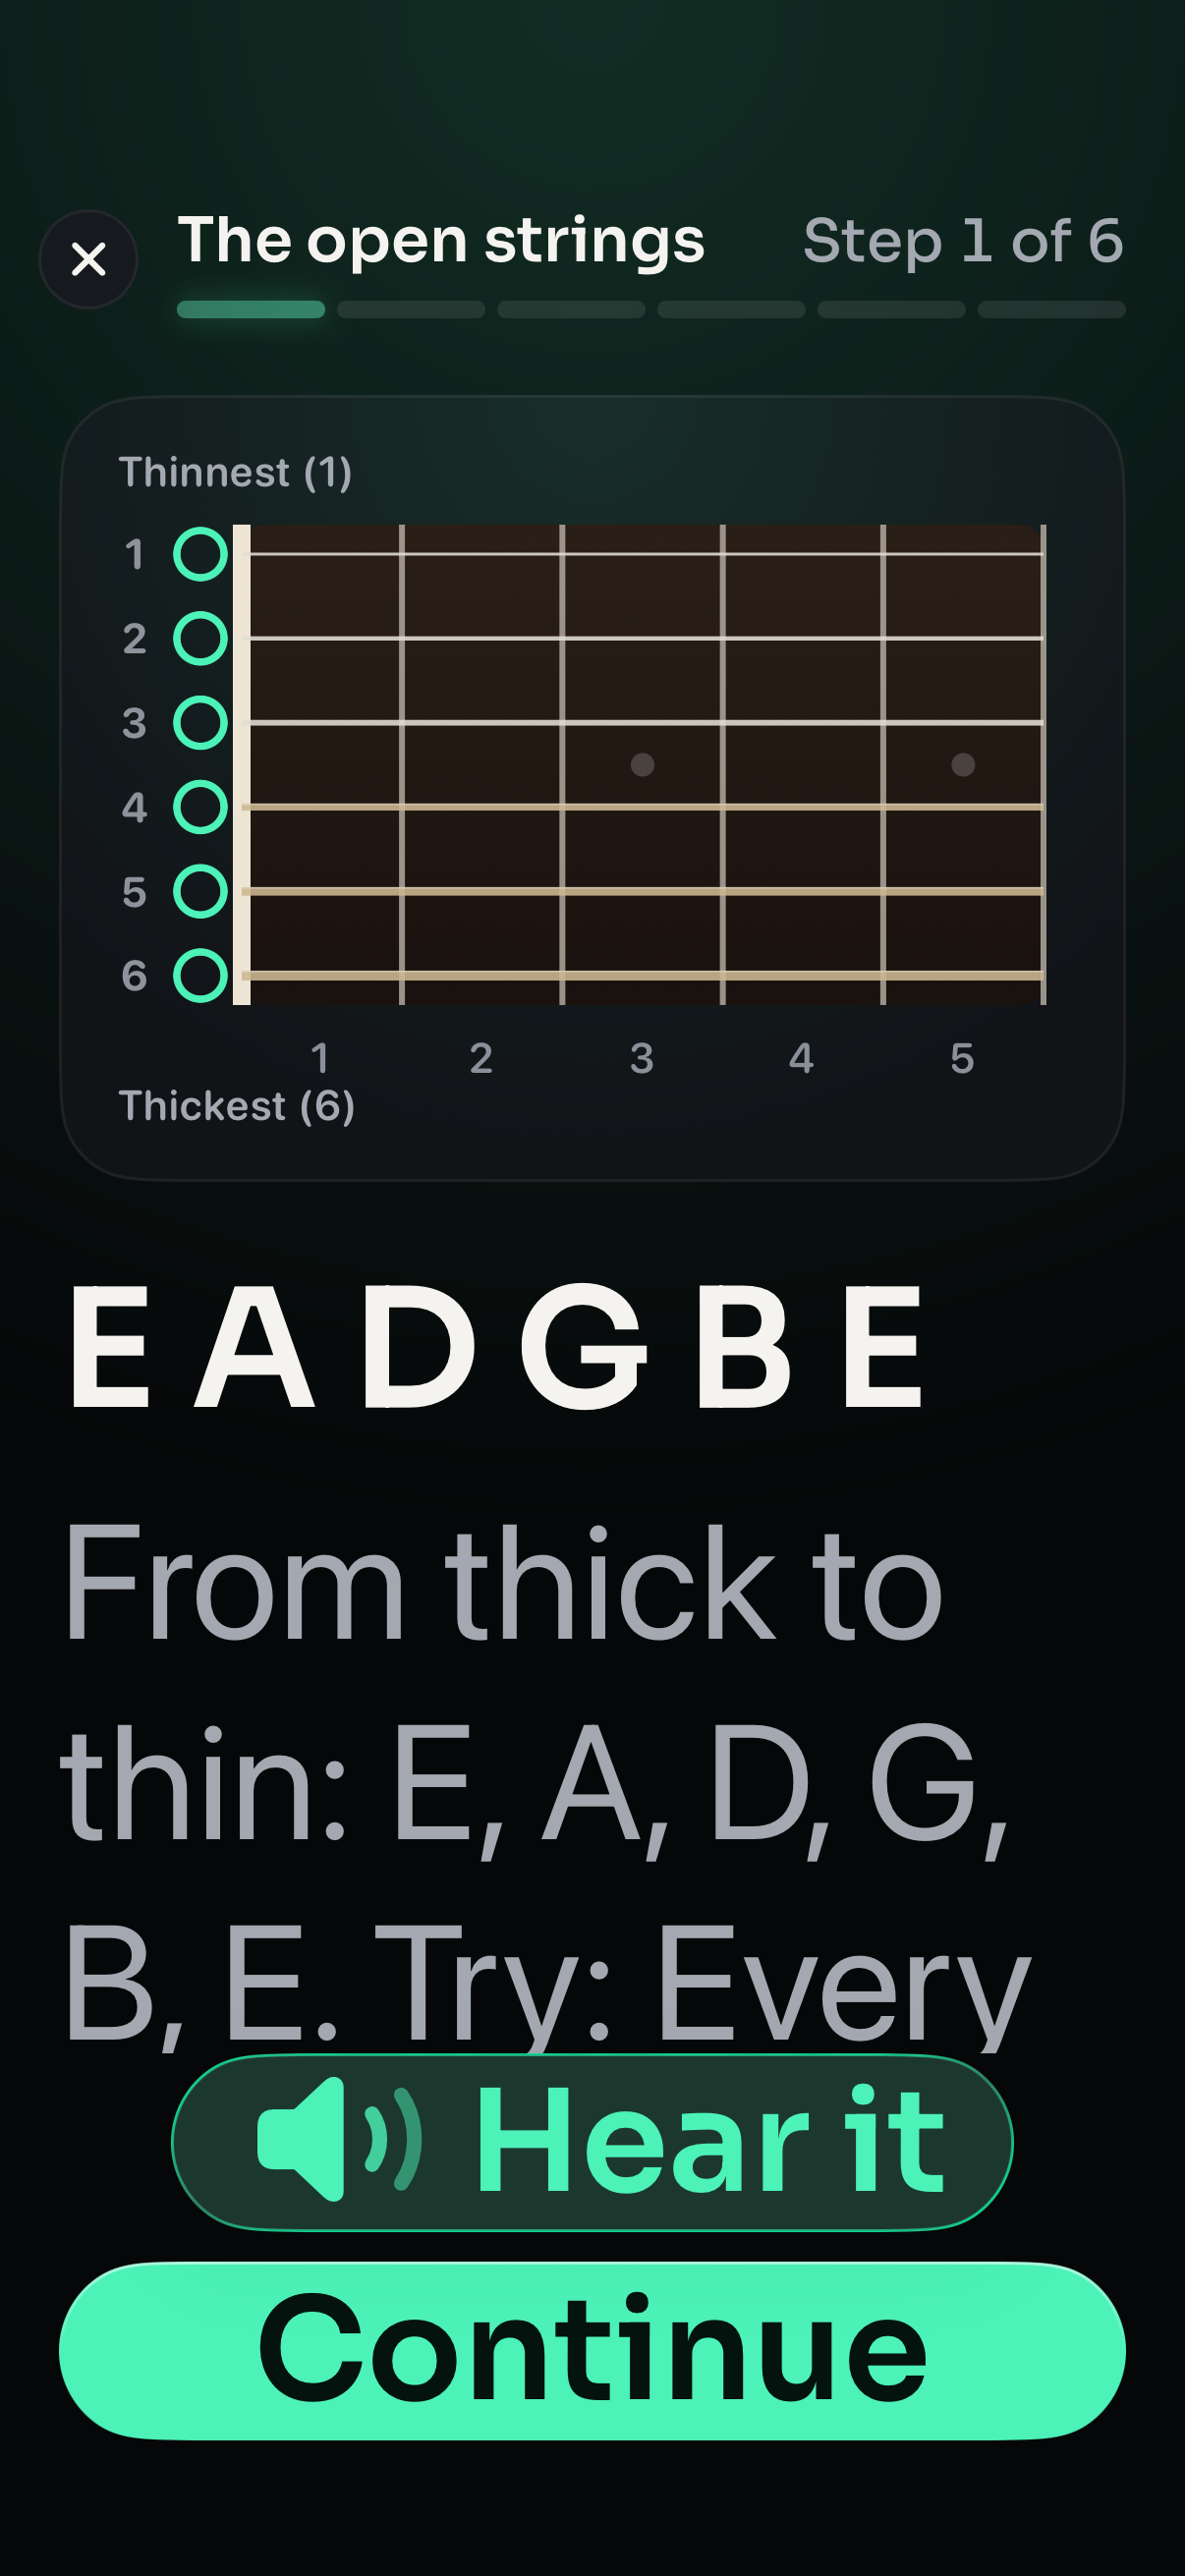 The open strings
Step 1 of 6
Thinnest (1)
1
2
3
4
5
6
1 2 3 4 5
Thickest (6)
E A D G B E
From thick to
thin: E, A, D, G,
B, E. Try: Every
Hear it
Continue